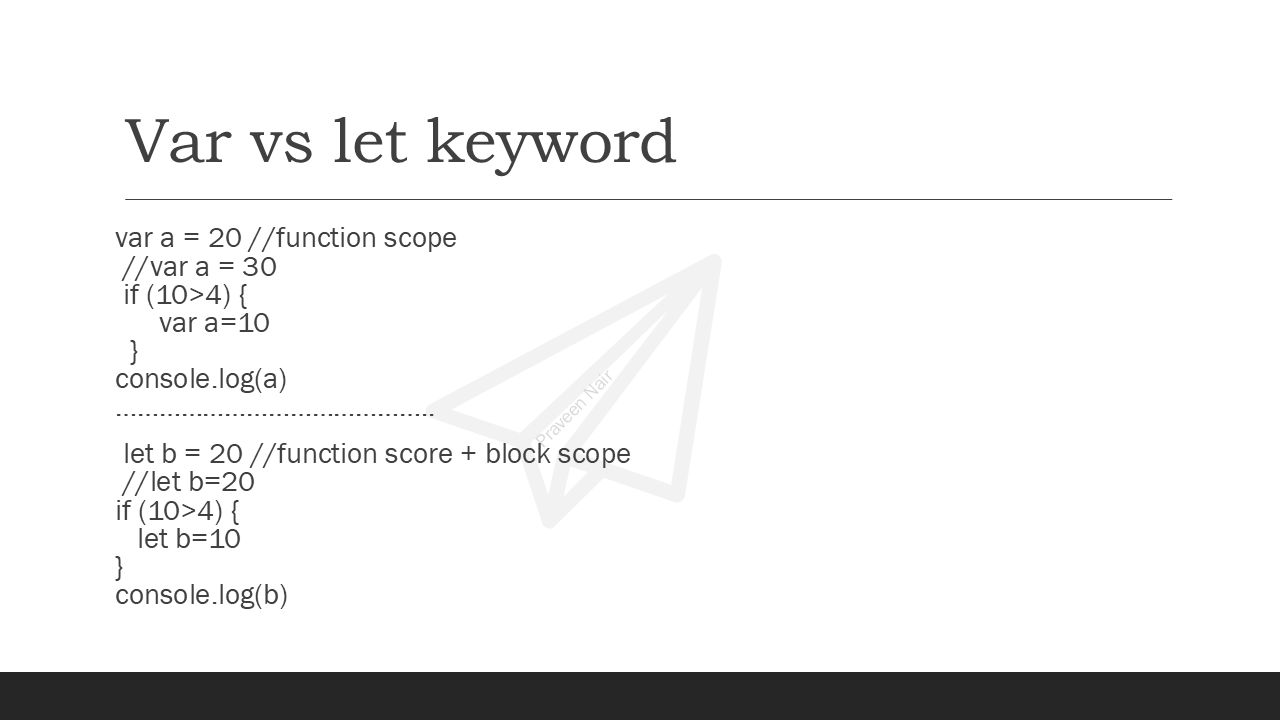 Var vs let keyword
var a = 20 //function scope
//var a = 30
if (10>4) {
var a=10
}
console.log(a)
............................................
Praveen Nair
let b = 20 //function score + block scope
//let b=20
if (10>4) {
let b=10
}
console.log(b)